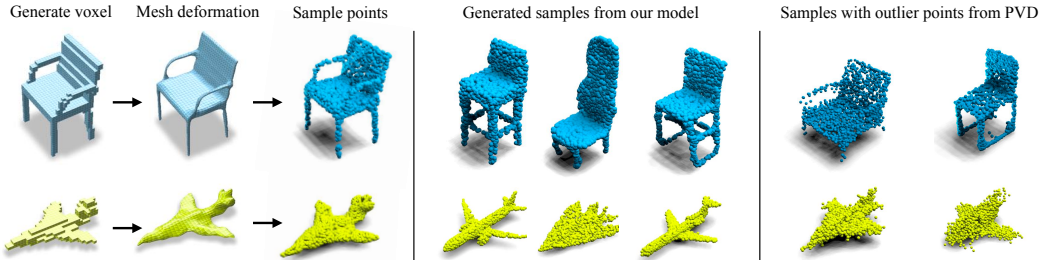 Generate voxel
Mesh deformation
Sample points
Generated samples from our model
Samples with outlier points from PVD